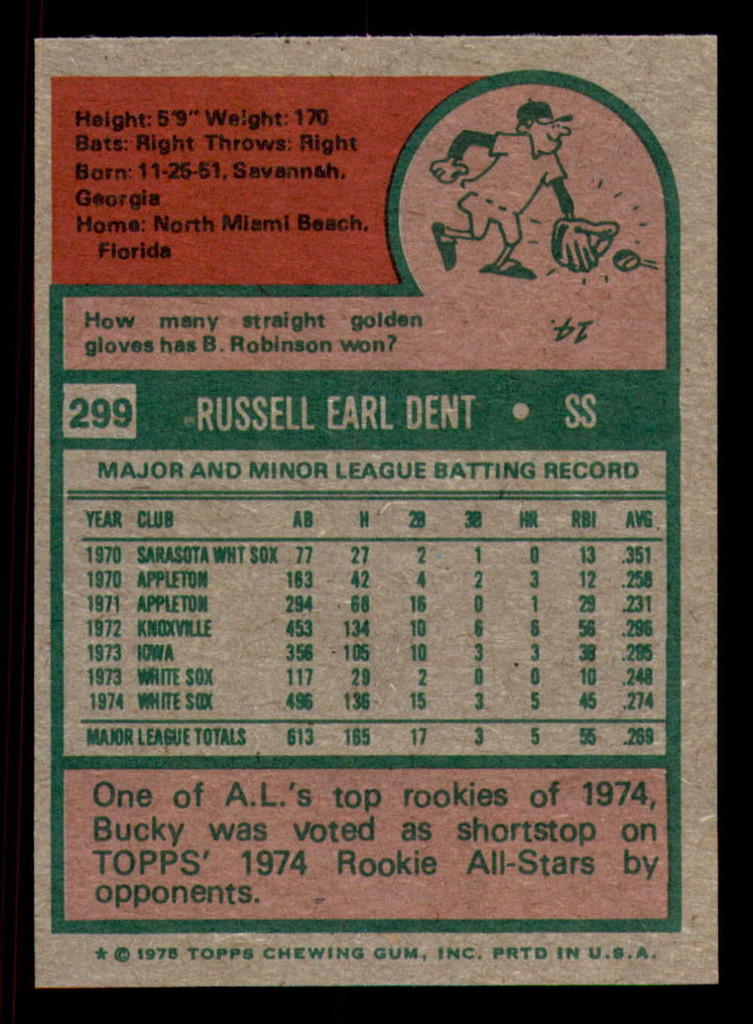 Height: 5'9" Weight: 170
Bats: Right Throws: Right
Born: 11-25-51, Savannah,
Georgia
Home: North Miami Beach,
Florida
How many straight golden
gloves has B. Robinson won?
14.
299 RUSSELL EARL DENT • SS
MAJOR AND MINOR LEAGUE BATTING RECORD
YEAR CLUB AB H 2B 3B HR RBI AVG.
1970 SARASOTA WHT SOX 77 27 2 1 0 13 .351
1970 APPLETON 163 42 4 2 3 12 .258
1971 APPLETON 294 68 16 0 1 29 .231
1972 KNOXVILLE 453 134 10 6 6 56 .296
1973 IOWA 356 105 10 3 3 38 .295
1973 WHITE SOX 117 29 2 0 0 10 .248
1974 WHITE SOX 496 136 15 3 5 45 .274
MAJOR LEAGUE TOTALS 613 165 17 3 5 55 .269
One of A.L.'s top rookies of 1974,
Bucky was voted as shortstop on
TOPPS' 1974 Rookie All-Stars by
opponents.
* © 1975 TOPPS CHEWING GUM, INC. PRTD IN U.S.A.